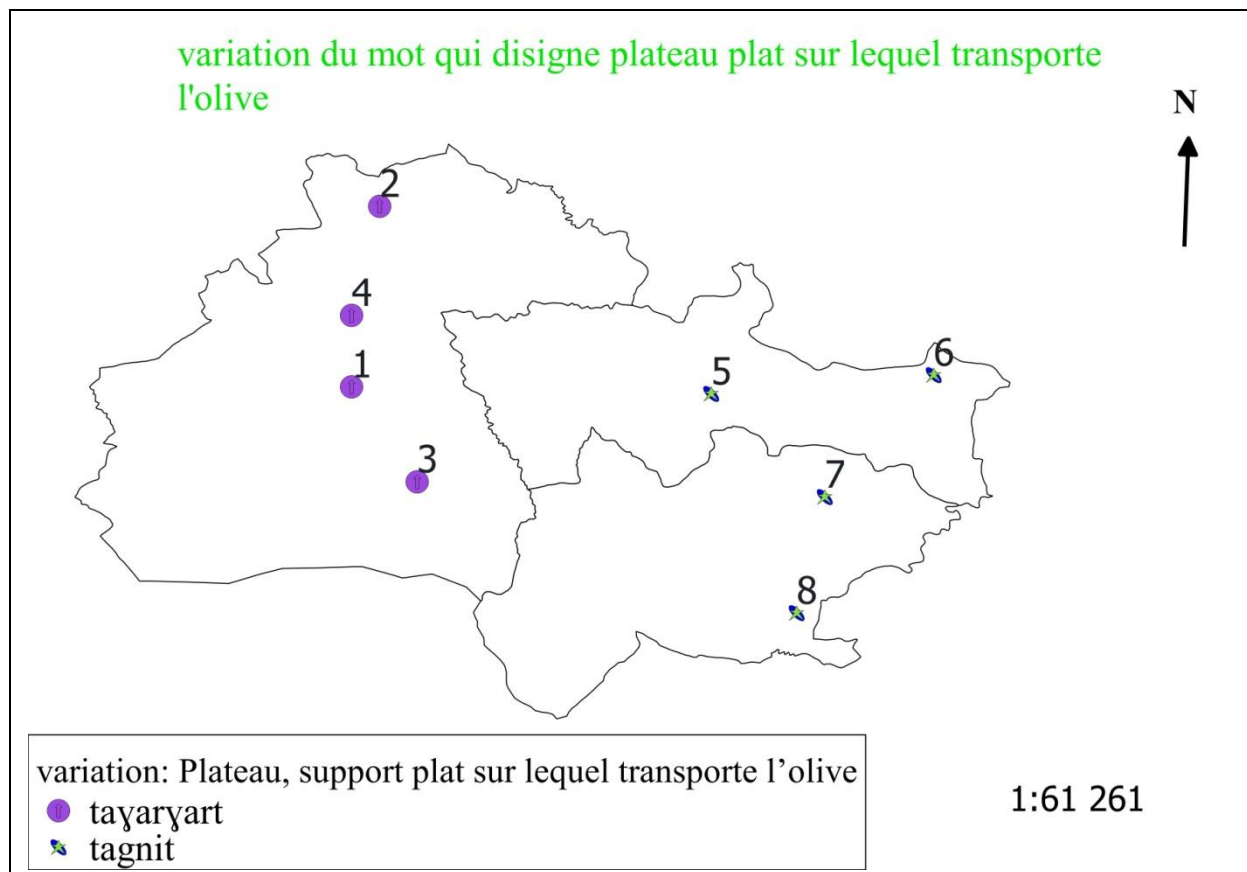 variation du mot qui disigne plateau plat sur lequel transporte
l'olive
N
2
4
1
3
5
6
7
8
variation: Plateau, support plat sur lequel transporte l’olive
taɣarɣart
tagnit
1:61 261